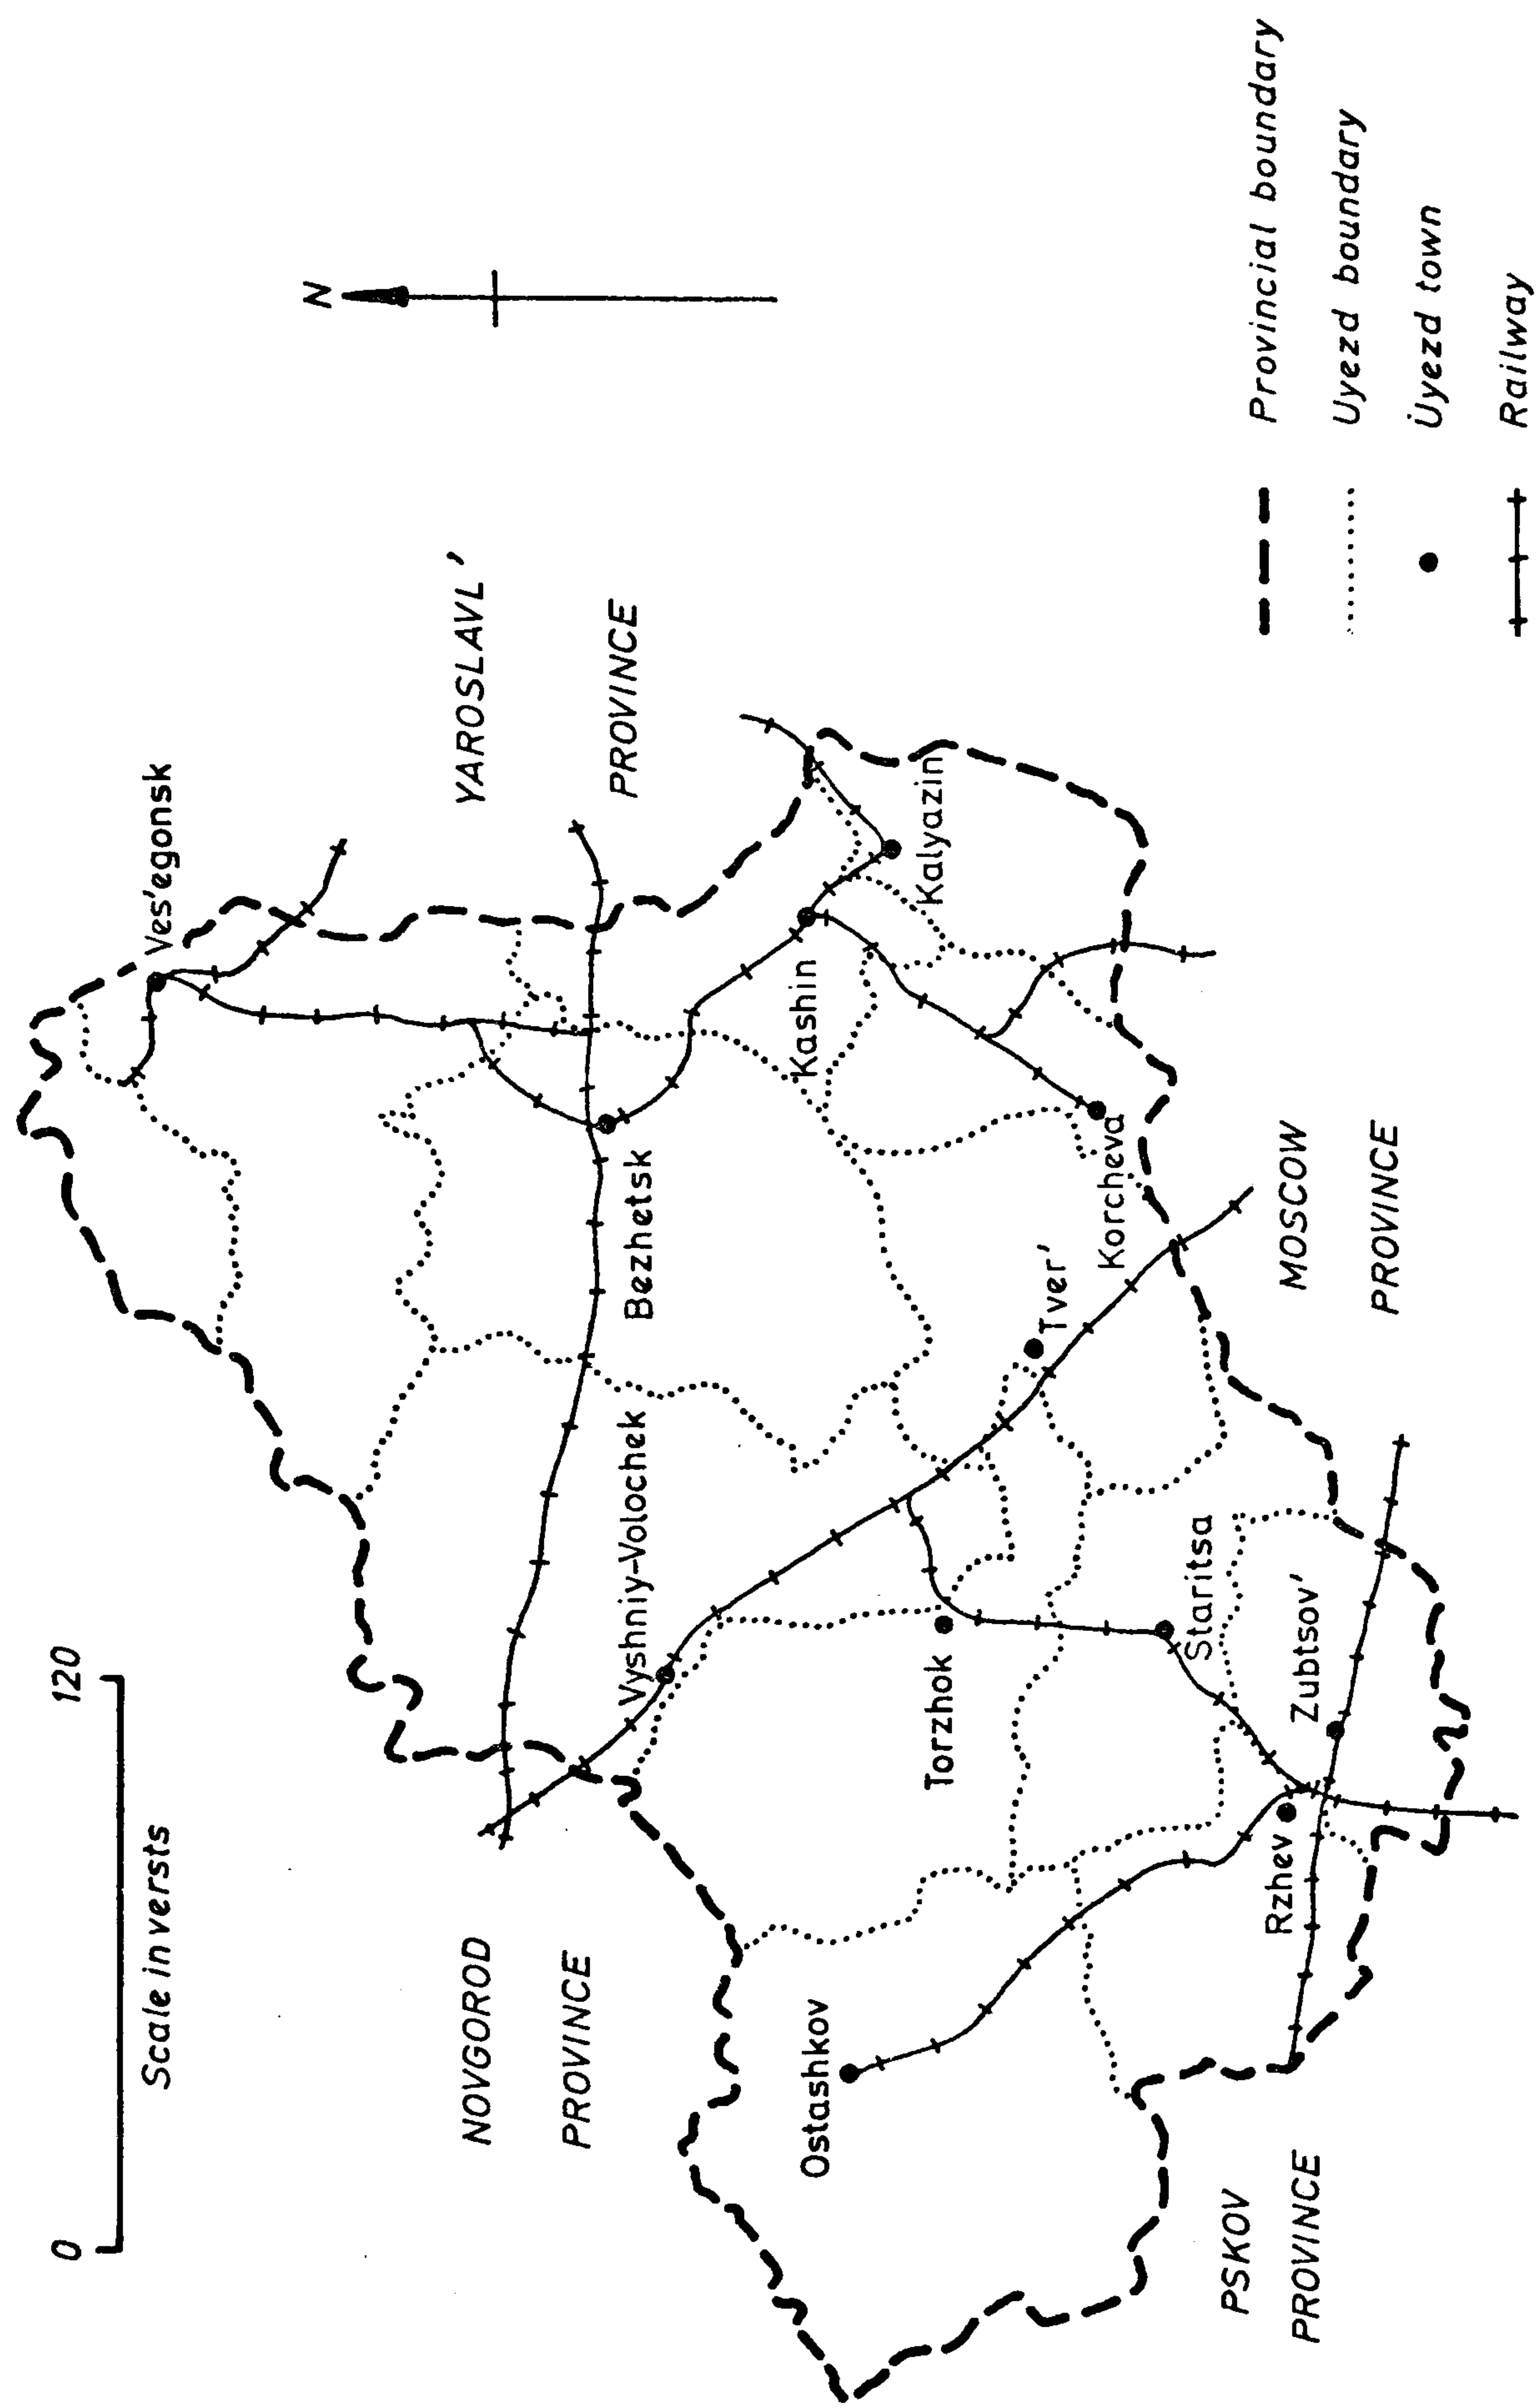 0 120
Scale in versts
N
Ves'egonsk
NOVGOROD
PROVINCE
YAROSLAVL'
PROVINCE
Vyshniy-Volochek
Bezhetsk
Ostashkov
Kashin
Torzhok
Kalyazin
Tver'
Korcheva
Staritsa
Rzhev
Zubtsov'
PSKOV
PROVINCE
MOSCOW
PROVINCE
Provincial boundary
Uyezd boundary
Uyezd town
Railway